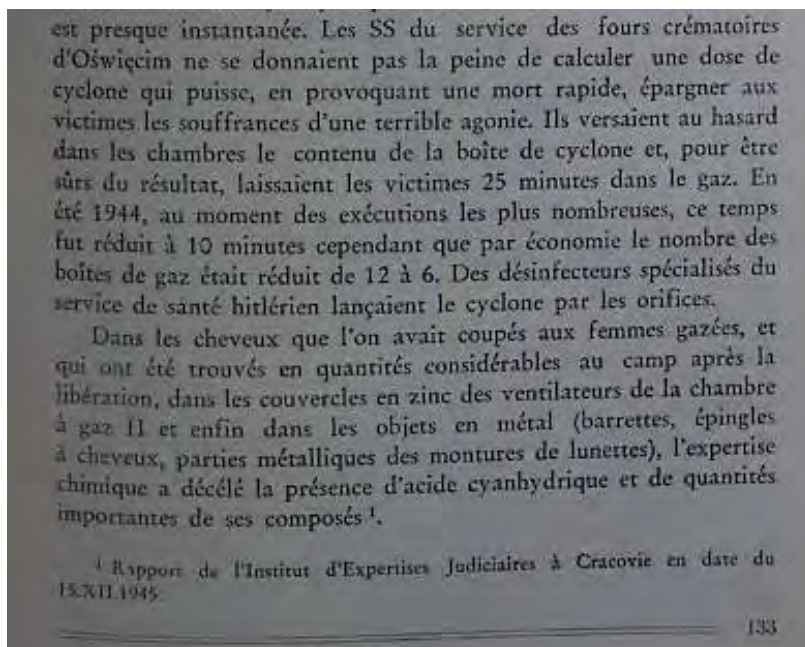 est presque instantanée. Les SS du service des fours crématoires
d'Oświęcim ne se donnaient pas la peine de calculer une dose de
cyclone qui puisse, en provoquant une mort rapide, épargner aux
victimes les souffrances d'une terrible agonie. Ils versaient au hasard
dans les chambres le contenu de la boîte de cyclone et, pour être
sûrs du résultat, laissaient les victimes 25 minutes dans le gaz. En
été 1944, au moment des exécutions les plus nombreuses, ce temps
fut réduit à 10 minutes cependant que par économie le nombre des
boîtes de gaz était réduit de 12 à 6. Des désinfecteurs spécialisés du
service de santé hitlérien lançaient le cyclone par les orifices.
Dans les cheveux que l'on avait coupés aux femmes gazées, et
qui ont été trouvés en quantités considérables au camp après la
libération, dans les couvercles en zinc des ventilateurs de la chambre
à gaz II et enfin dans les objets en métal (barrettes, épingles
à cheveux, parties métalliques des montures de lunettes), l'expertise
chimique a décélé la présence d'acide cyanhydrique et de quantités
importantes de ses composés ¹.
¹ Rapport de l'Institut d'Expertises Judiciaires à Cracovie en date du
15.XII.1945.
133